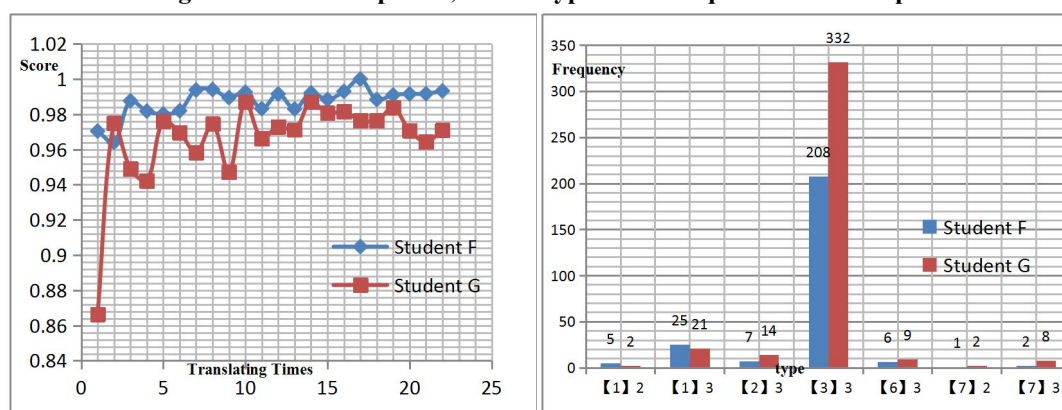 1.02
Score
1
0.98
0.96
0.94
0.92
0.9
0.88
0.86
0.84
Student F
Student G
Translating Times
0 5 10 15 20 25
350
Frequency
300
250
200
150
100
50
0
332
208
5 2 25 21 7 14 6 9 1 2 2 8
Student F
Student G
type
【1】2 【1】3 【2】3 【3】3 【6】3 【7】2 【7】3